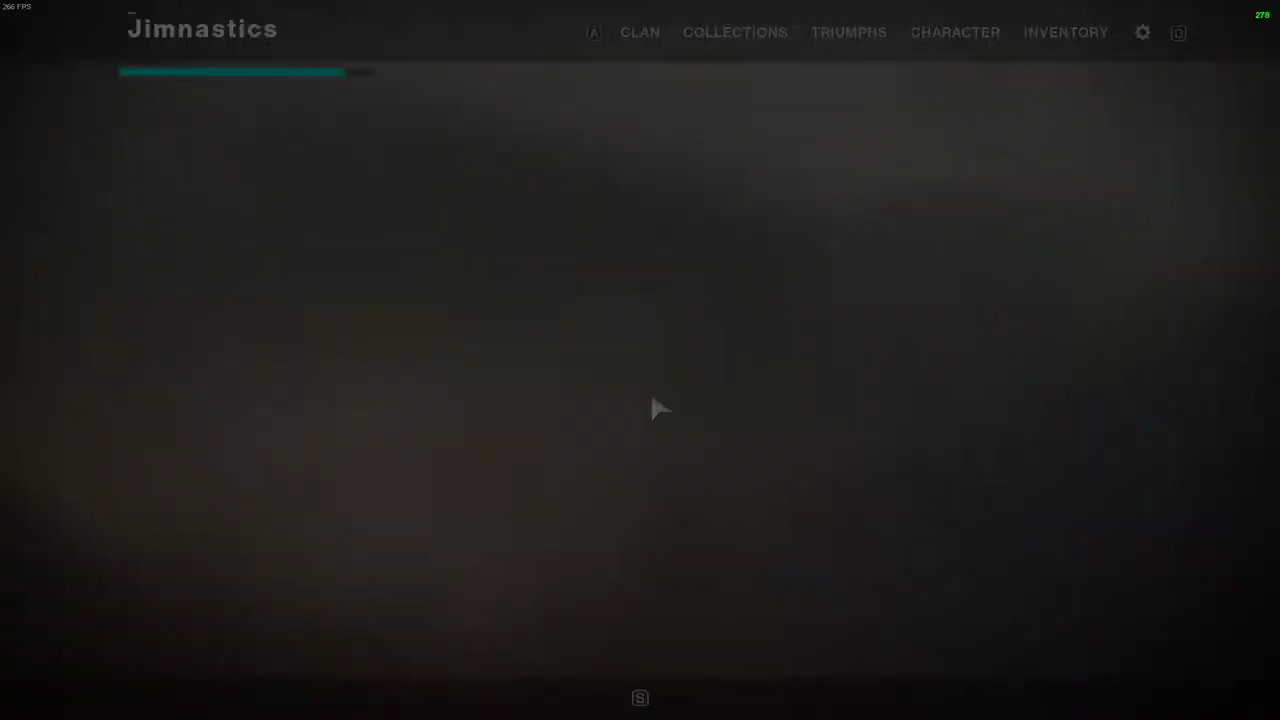 266 FPS
278
Jimnastics
A CLAN COLLECTIONS TRIUMPHS CHARACTER INVENTORY D
S